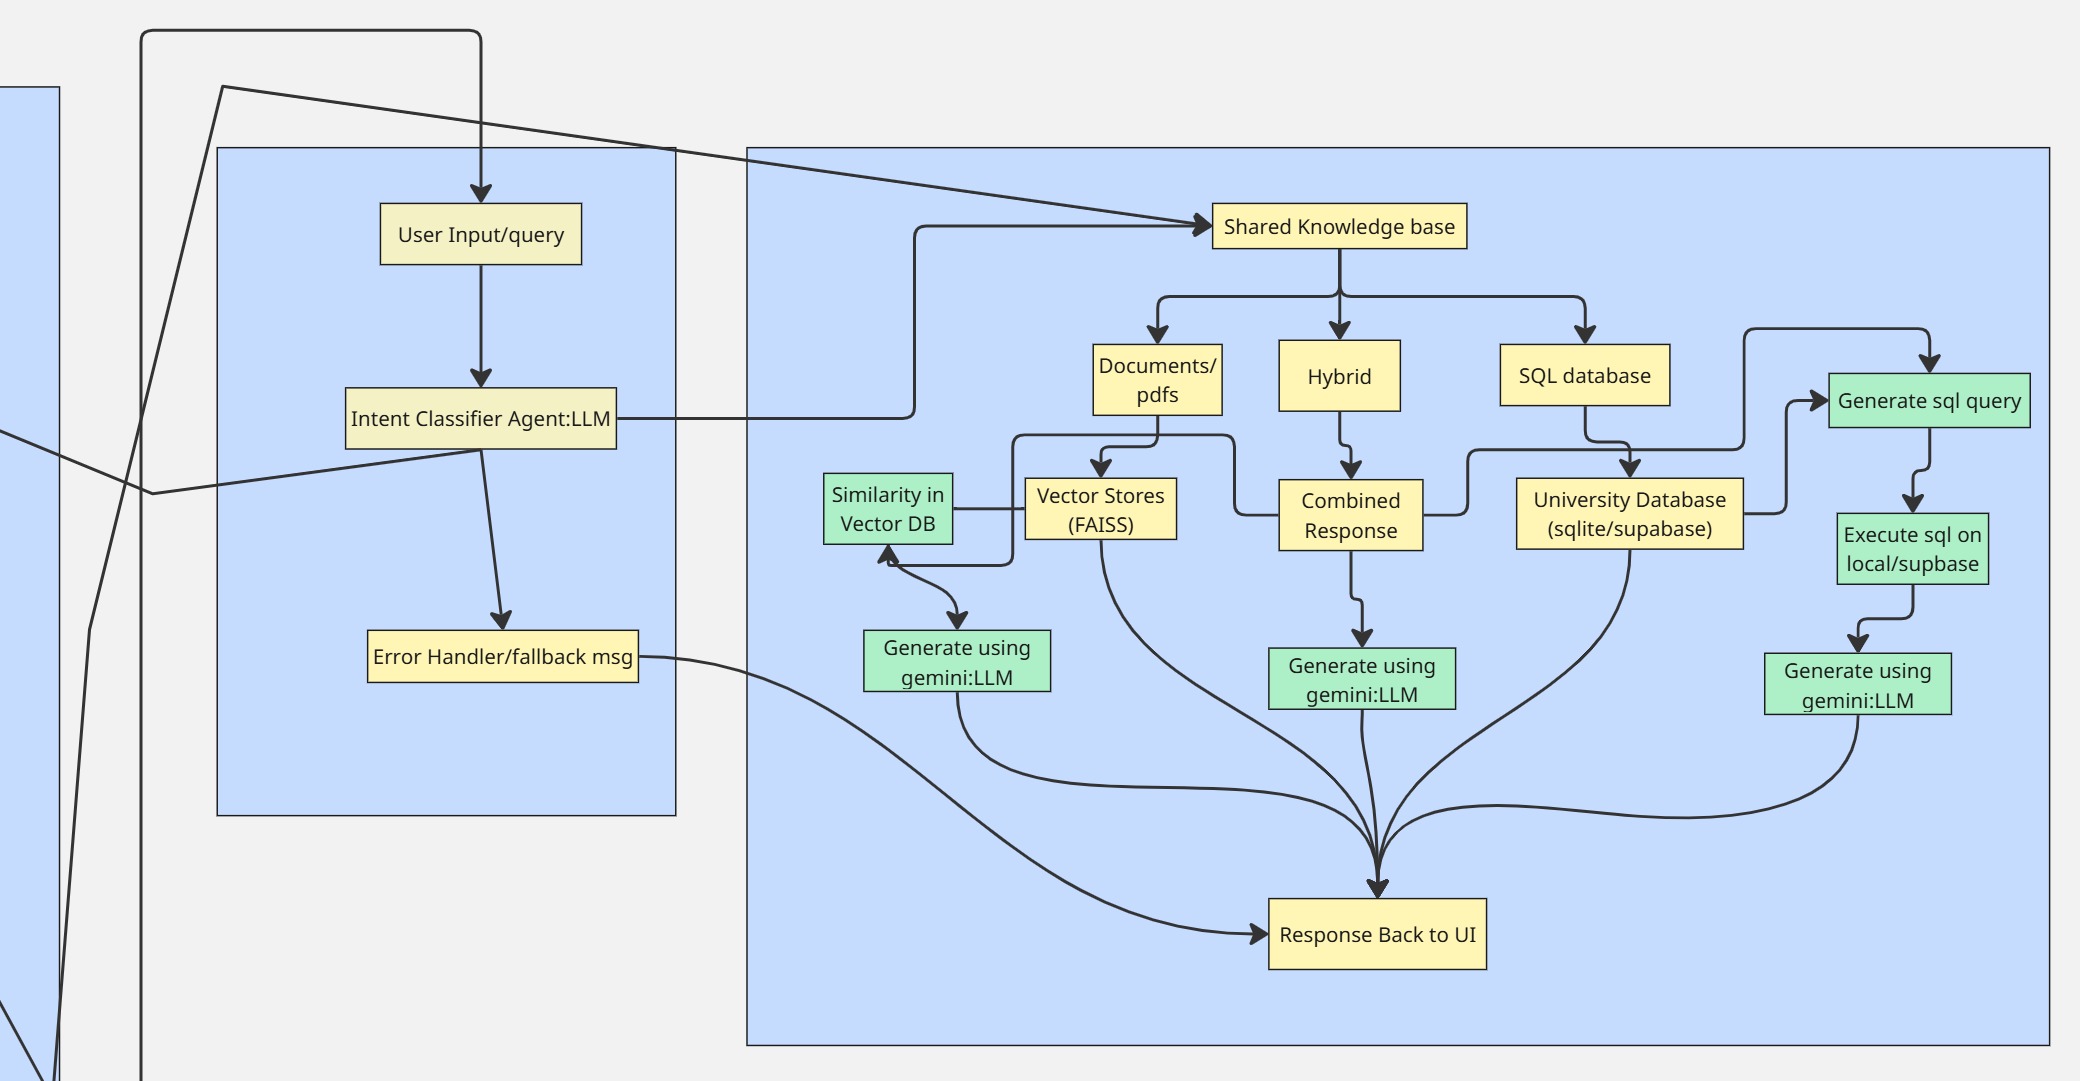 User Input/query
Intent Classifier Agent:LLM
Error Handler/fallback msg
Shared Knowledge base
Documents/
pdfs
Hybrid
SQL database
Generate sql query
Similarity in
Vector DB
Vector Stores
(FAISS)
Combined
Response
University Database
(sqlite/supabase)
Execute sql on
local/supbase
Generate using
gemini:LLM
Generate using
gemini:LLM
Generate using
gemini:LLM
Response Back to UI